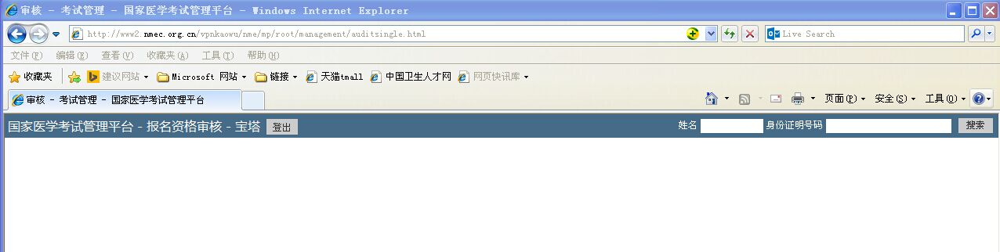 审核 - 考试管理 - 国家医学考试管理平台 - Windows Internet Explorer
http://www2.nmec.org.cn/vpnkaowu/nme/mp/root/management/auditsingle.html Live Search
文件(F) 编辑(E) 查看(V) 收藏夹(A) 工具(T) 帮助(H)
收藏夹 建议网站 Microsoft 网站 链接 天猫tmall 中国卫生人才网 网页快讯库
审核 - 考试管理 - 国家医学考试管理平台 页面(P) 安全(S) 工具(O)
国家医学考试管理平台 - 报名资格审核 - 宝塔 登出 姓名 身份证明号码 搜索